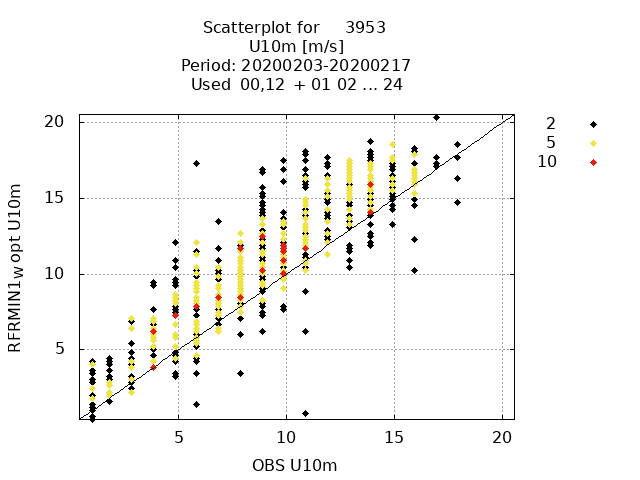 Scatterplot for 3953
U10m [m/s]
Period: 20200203-20200217
Used 00,12 + 01 02 ... 24
20
15
10
5
5
10
15
20
RFRMIN1W opt U10m
OBS U10m
2
5
10